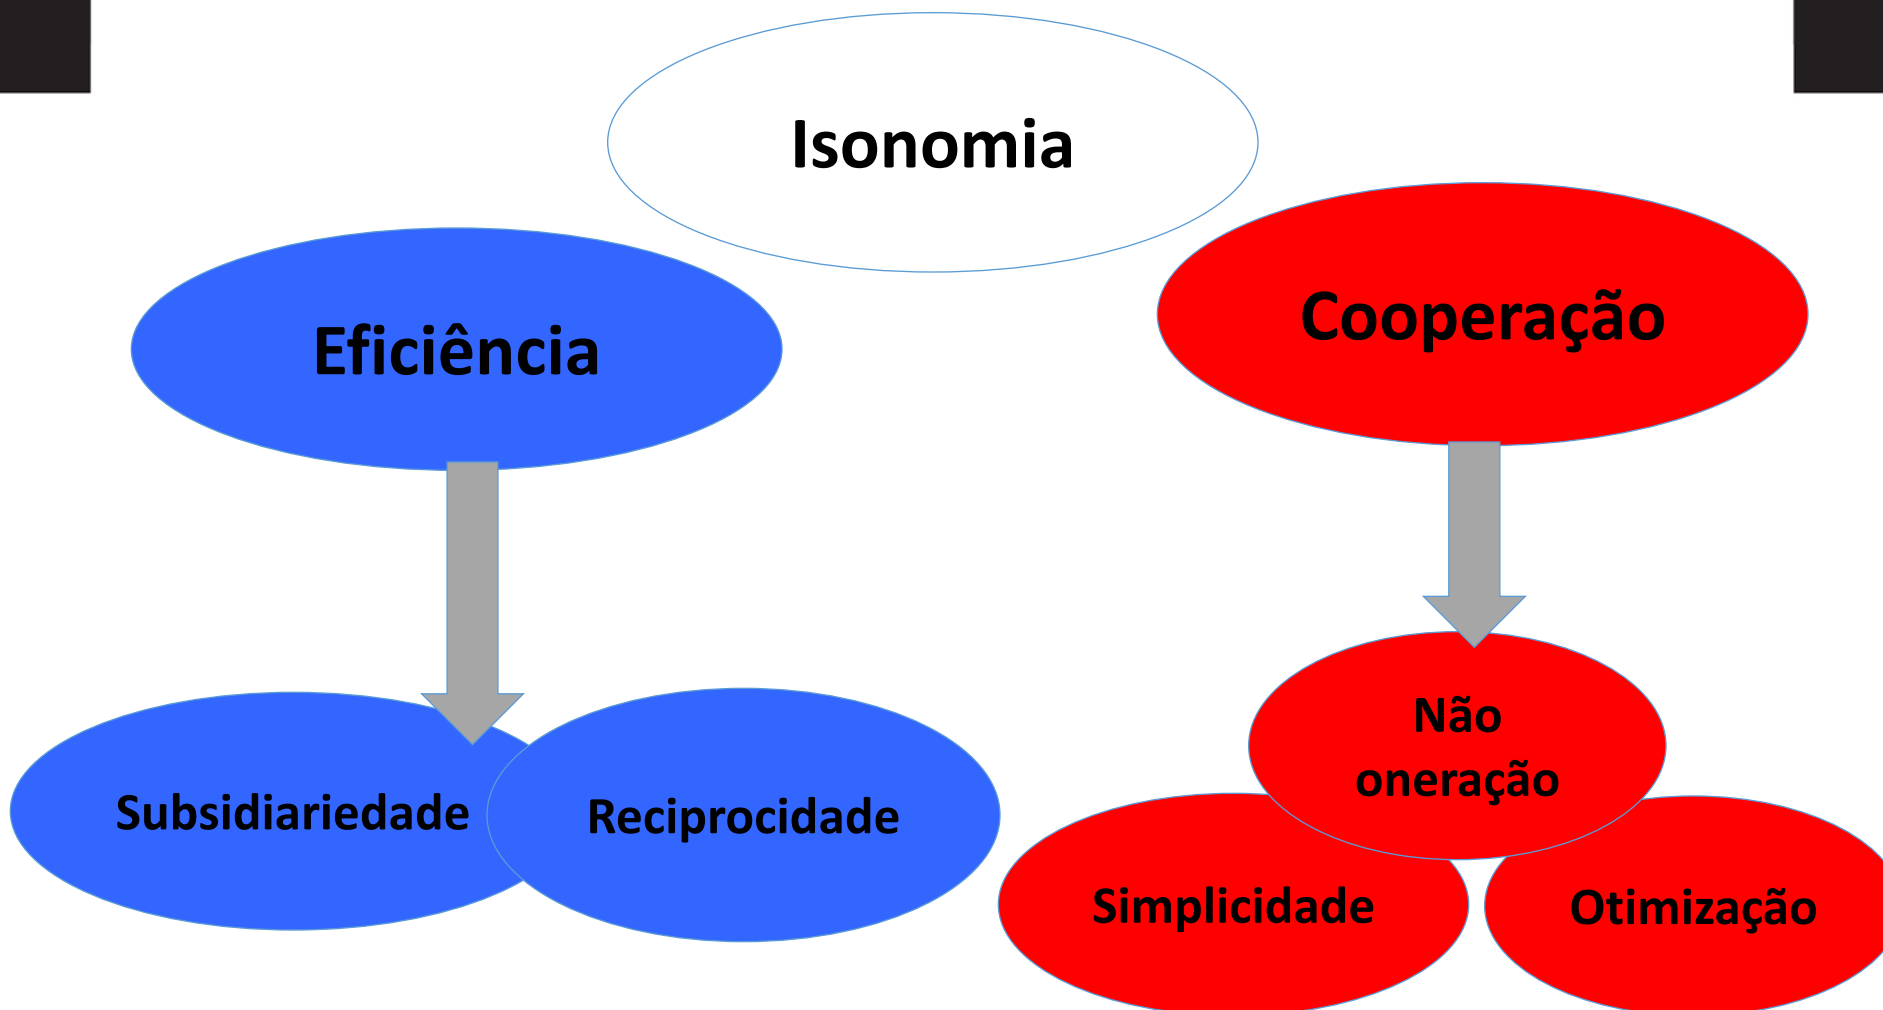 Isonomia
Cooperação
Eficiência
Não
oneração
Subsidiariedade
Reciprocidade
Simplicidade
Otimização